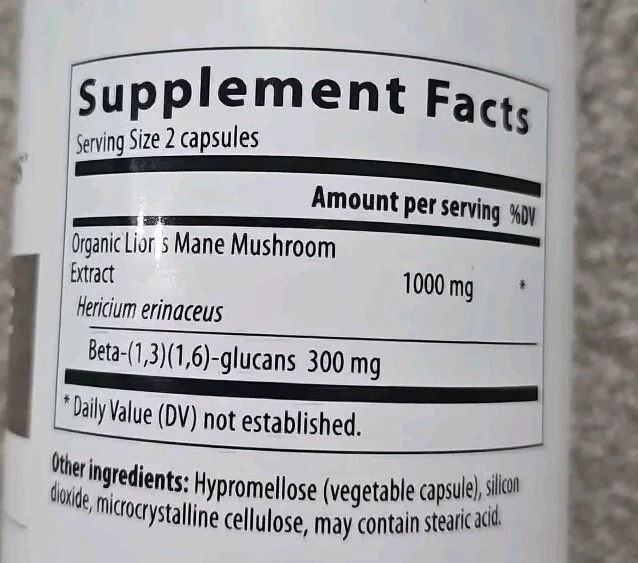 Supplement Facts
Serving Size 2 capsules
Amount per serving %DV
Organic Lion's Mane Mushroom
Extract 1000 mg *
Hericium erinaceus
Beta-(1,3)(1,6)-glucans 300 mg
* Daily Value (DV) not established.
Other ingredients: Hypromellose (vegetable capsule), silicon
dioxide, microcrystalline cellulose, may contain stearic acid.